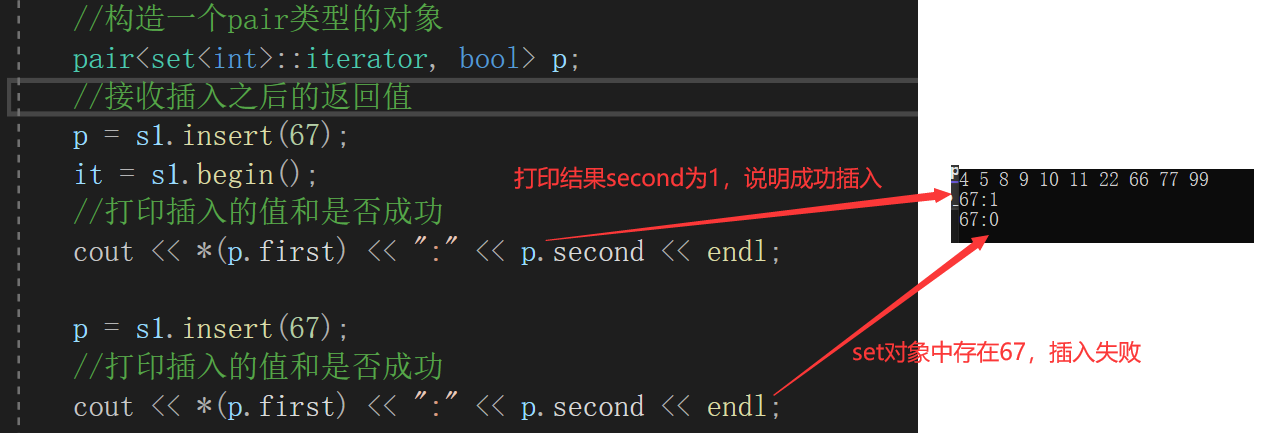 //构造一个pair类型的对象
pair<set<int>::iterator, bool> p;
//接收插入之后的返回值
p = s1.insert(67);
it = s1.begin();
//打印插入的值和是否成功
cout << *(p.first) << ":" << p.second << endl;
p = s1.insert(67);
//打印插入的值和是否成功
cout << *(p.first) << ":" << p.second << endl;
打印结果second为1，说明成功插入
4 5 8 9 10 11 22 66 77 99
67:1
67:0
set对象中存在67，插入失败